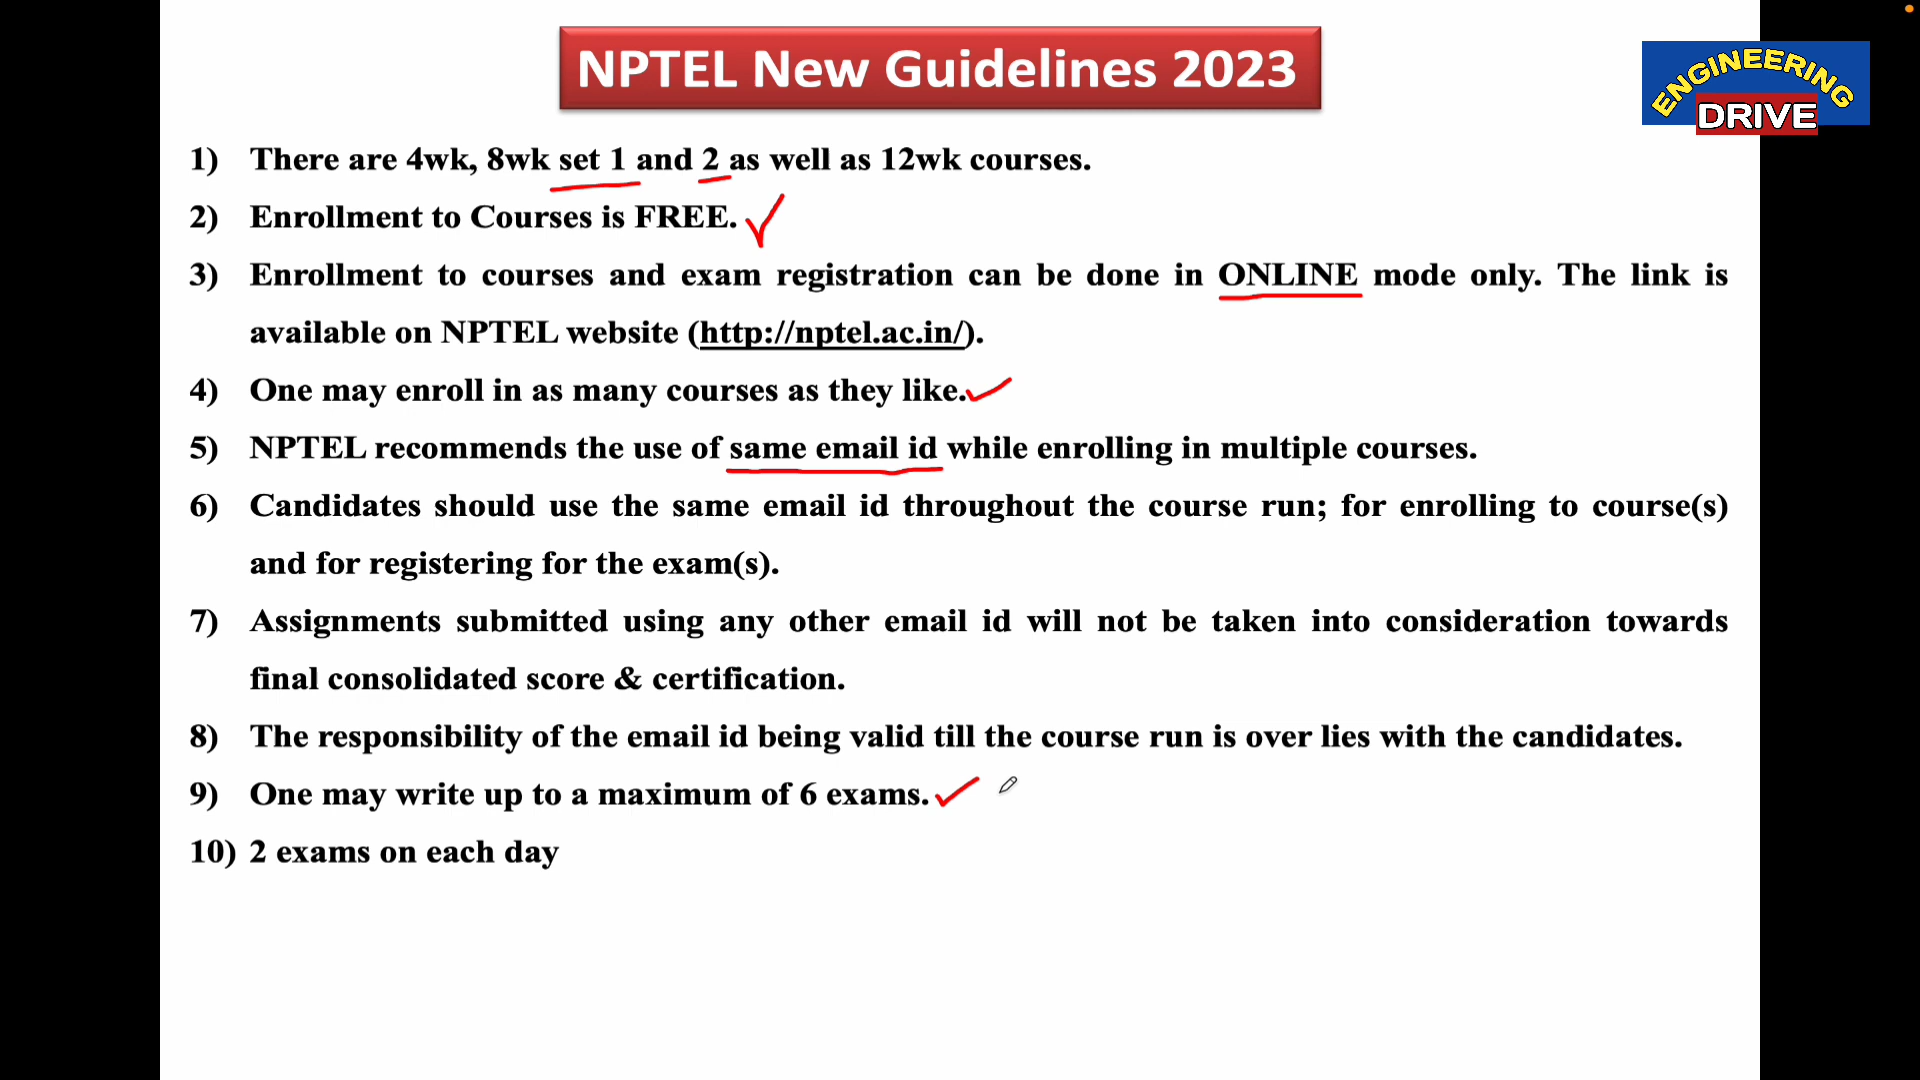 NPTEL New Guidelines 2023
ENGINEERING
DRIVE
1) There are 4wk, 8wk set 1 and 2 as well as 12wk courses.
2) Enrollment to Courses is FREE.
3) Enrollment to courses and exam registration can be done in ONLINE mode only. The link is
available on NPTEL website (http://nptel.ac.in/).
4) One may enroll in as many courses as they like.
5) NPTEL recommends the use of same email id while enrolling in multiple courses.
6) Candidates should use the same email id throughout the course run; for enrolling to course(s)
and for registering for the exam(s).
7) Assignments submitted using any other email id will not be taken into consideration towards
final consolidated score & certification.
8) The responsibility of the email id being valid till the course run is over lies with the candidates.
9) One may write up to a maximum of 6 exams.
10) 2 exams on each day